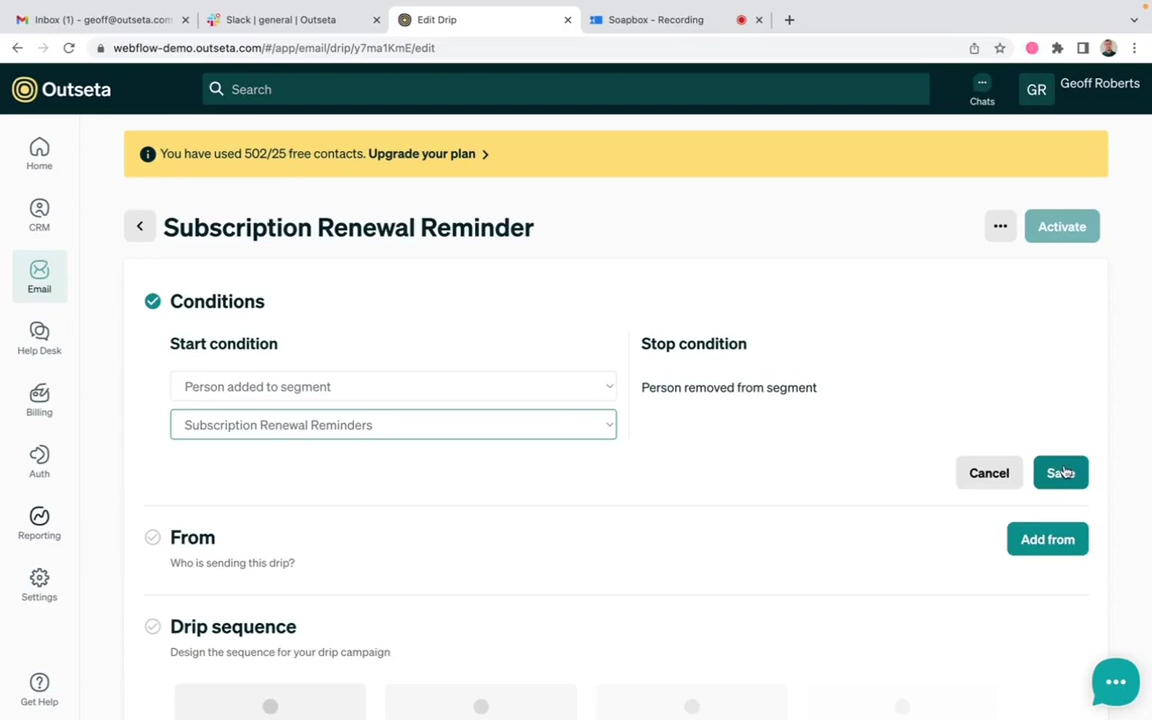 Inbox (1) - geoff@outseta.com
Slack | general | Outseta
Edit Drip
Soapbox - Recording
webflow-demo.outseta.com/#/app/email/drip/y7ma1KmE/edit
Outseta
Search
Chats
GR
Geoff Roberts
Home
CRM
Email
Help Desk
Billing
Auth
Reporting
Settings
Get Help
You have used 502/25 free contacts. Upgrade your plan
Subscription Renewal Reminder
Activate
Conditions
Start condition
Stop condition
Person added to segment
Person removed from segment
Subscription Renewal Reminders
Cancel
Save
From
Who is sending this drip?
Add from
Drip sequence
Design the sequence for your drip campaign